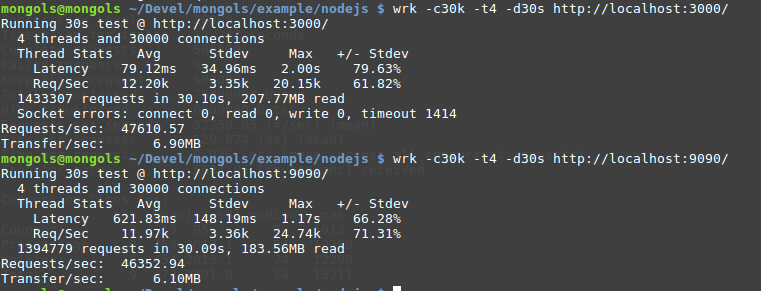 mongols@mongols ~/Devel/mongols/example/nodejs $ wrk -c30k -t4 -d30s http://localhost:3000/
Running 30s test @ http://localhost:3000/
  4 threads and 30000 connections
  Thread Stats   Avg      Stdev     Max   +/- Stdev
    Latency    79.12ms   34.96ms   2.00s    79.63%
    Req/Sec    12.20k     3.35k   20.15k    61.82%
  1433307 requests in 30.10s, 207.77MB read
  Socket errors: connect 0, read 0, write 0, timeout 1414
Requests/sec:  47610.57
Transfer/sec:      6.90MB
mongols@mongols ~/Devel/mongols/example/nodejs $ wrk -c30k -t4 -d30s http://localhost:9090/
Running 30s test @ http://localhost:9090/
  4 threads and 30000 connections
  Thread Stats   Avg      Stdev     Max   +/- Stdev
    Latency   621.83ms  148.19ms   1.17s    66.28%
    Req/Sec    11.97k     3.36k   24.74k    71.31%
  1394779 requests in 30.09s, 183.56MB read
Requests/sec:  46352.94
Transfer/sec:      6.10MB